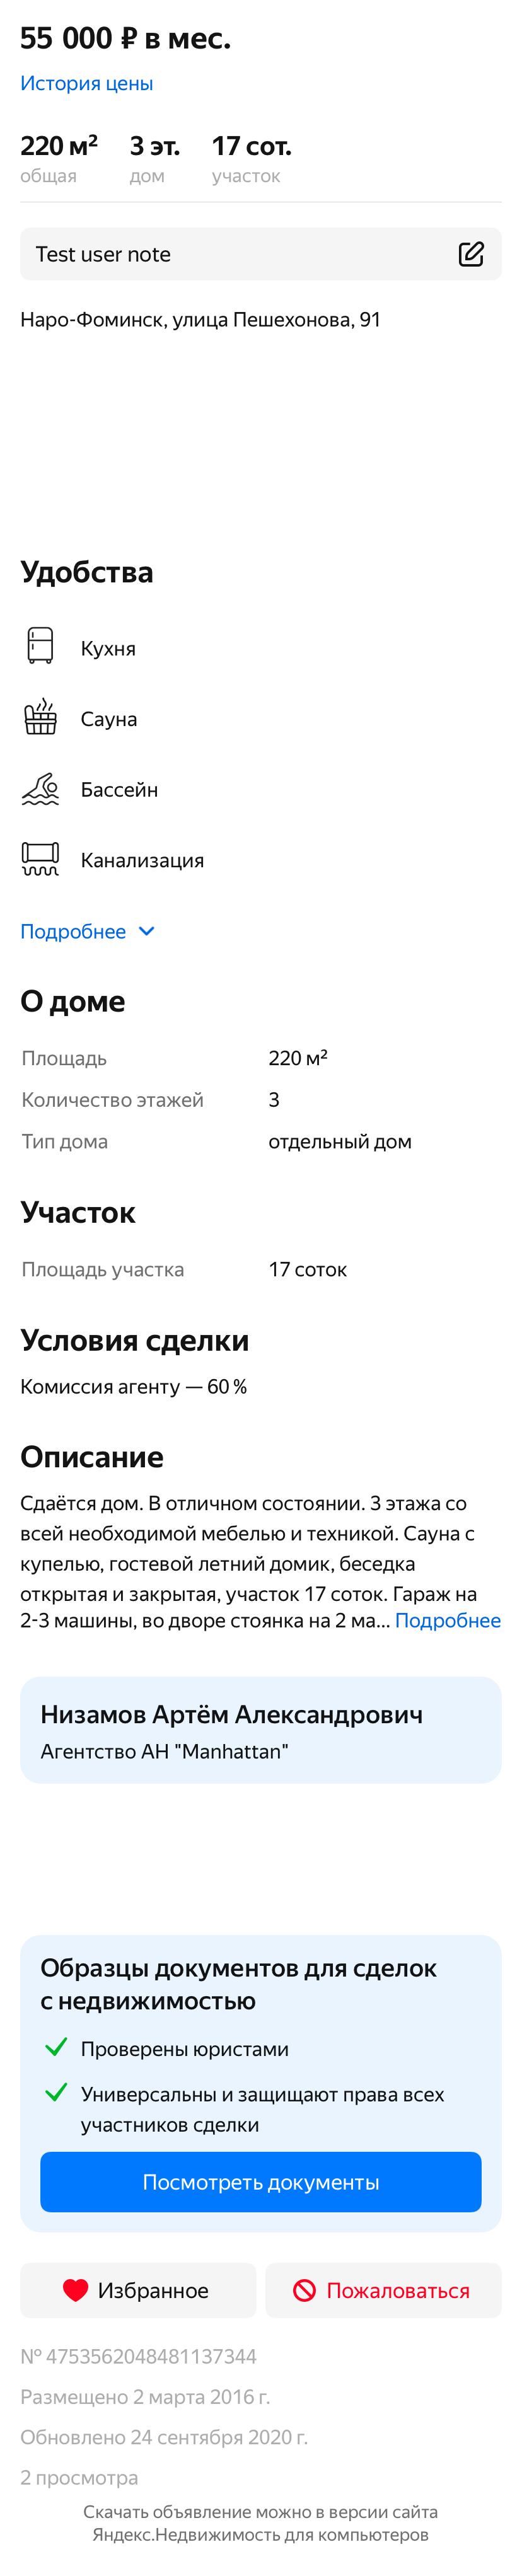 55 000 ₽ в мес.
История цены
220 м² 3 эт. 17 сот.
общая дом участок
Test user note
Наро-Фоминск, улица Пешехонова, 91
Удобства
Кухня
Сауна
Бассейн
Канализация
Подробнее
О доме
Площадь 220 м²
Количество этажей 3
Тип дома отдельный дом
Участок
Площадь участка 17 соток
Условия сделки
Комиссия агенту — 60 %
Описание
Сдаётся дом. В отличном состоянии. 3 этажа со
всей необходимой мебелью и техникой. Сауна с
купелью, гостевой летний домик, беседка
открытая и закрытая, участок 17 соток. Гараж на
2-3 машины, во дворе стоянка на 2 ма... Подробнее
Низамов Артём Александрович
Агентство АН "Manhattan"
Образцы документов для сделок
с недвижимостью
Проверены юристами
Универсальны и защищают права всех
участников сделки
Посмотреть документы
Избранное Пожаловаться
№ 4753562048481137344
Размещено 2 марта 2016 г.
Обновлено 24 сентября 2020 г.
2 просмотра
Скачать объявление можно в версии сайта
Яндекс.Недвижимость для компьютеров